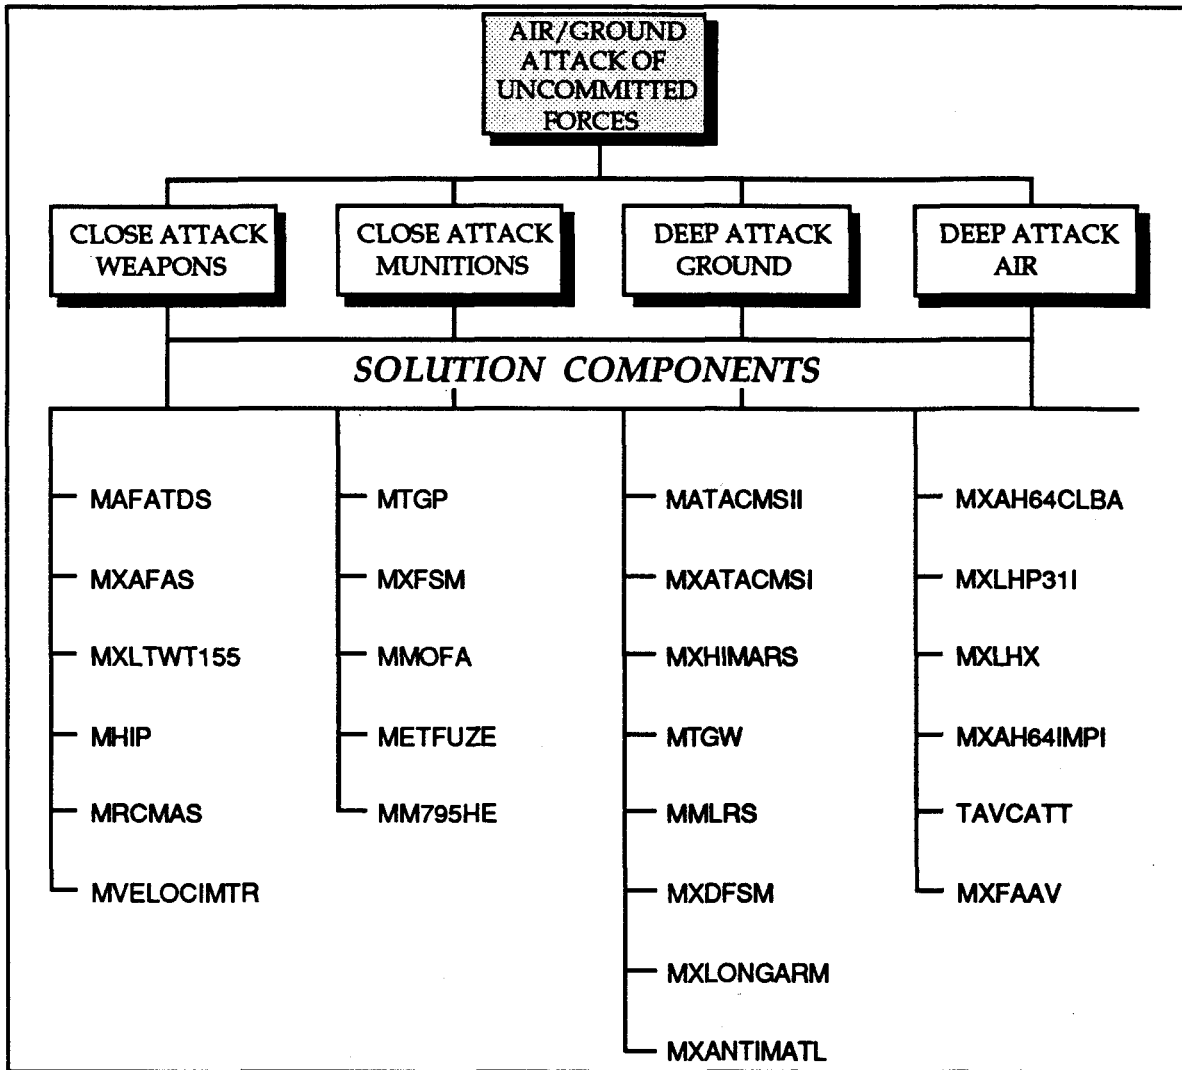 AIR/GROUND
ATTACK OF
UNCOMMITTED
FORCES
CLOSE ATTACK
WEAPONS
CLOSE ATTACK
MUNITIONS
DEEP ATTACK
GROUND
DEEP ATTACK
AIR
SOLUTION COMPONENTS
MAFATDS
MXAFAS
MXLTWT155
MHIP
MRCMAS
MVELOCIMTR
MTGP
MXFSM
MMOFA
METFUZE
MM795HE
MATACMSII
MXATACMSI
MXHIMARS
MTGW
MMLRS
MXDFSM
MXLONGARM
MXANTIMATL
MXAH64CLBA
MXLHP31I
MXLHX
MXAH64IMPI
TAVCATT
MXFAAV